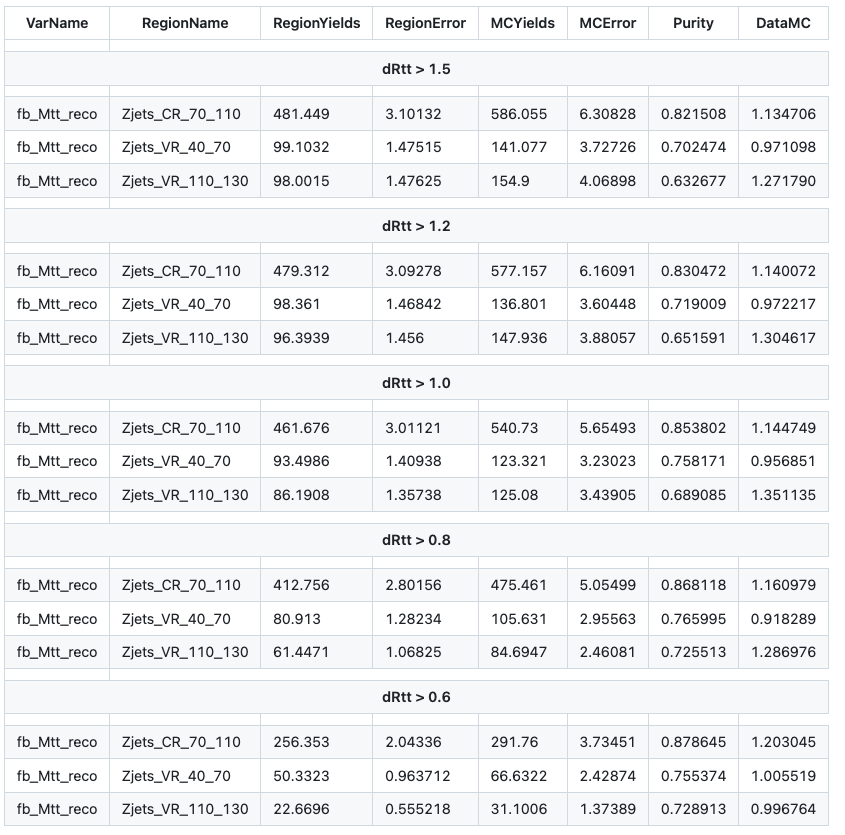 VarName RegionName RegionYields RegionError MCYields MCError Purity DataMC
dRtt > 1.5
fb_Mtt_reco Zjets_CR_70_110 481.449 3.10132 586.055 6.30828 0.821508 1.134706
fb_Mtt_reco Zjets_VR_40_70 99.1032 1.47515 141.077 3.72726 0.702474 0.971098
fb_Mtt_reco Zjets_VR_110_130 98.0015 1.47625 154.9 4.06898 0.632677 1.271790
dRtt > 1.2
fb_Mtt_reco Zjets_CR_70_110 479.312 3.09278 577.157 6.16091 0.830472 1.140072
fb_Mtt_reco Zjets_VR_40_70 98.361 1.46842 136.801 3.60448 0.719009 0.972217
fb_Mtt_reco Zjets_VR_110_130 96.3939 1.456 147.936 3.88057 0.651591 1.304617
dRtt > 1.0
fb_Mtt_reco Zjets_CR_70_110 461.676 3.01121 540.73 5.65493 0.853802 1.144749
fb_Mtt_reco Zjets_VR_40_70 93.4986 1.40938 123.321 3.23023 0.758171 0.956851
fb_Mtt_reco Zjets_VR_110_130 86.1908 1.35738 125.08 3.43905 0.689085 1.351135
dRtt > 0.8
fb_Mtt_reco Zjets_CR_70_110 412.756 2.80156 475.461 5.05499 0.868118 1.160979
fb_Mtt_reco Zjets_VR_40_70 80.913 1.28234 105.631 2.95563 0.765995 0.918289
fb_Mtt_reco Zjets_VR_110_130 61.4471 1.06825 84.6947 2.46081 0.725513 1.286976
dRtt > 0.6
fb_Mtt_reco Zjets_CR_70_110 256.353 2.04336 291.76 3.73451 0.878645 1.203045
fb_Mtt_reco Zjets_VR_40_70 50.3323 0.963712 66.6322 2.42874 0.755374 1.005519
fb_Mtt_reco Zjets_VR_110_130 22.6696 0.555218 31.1006 1.37389 0.728913 0.996764